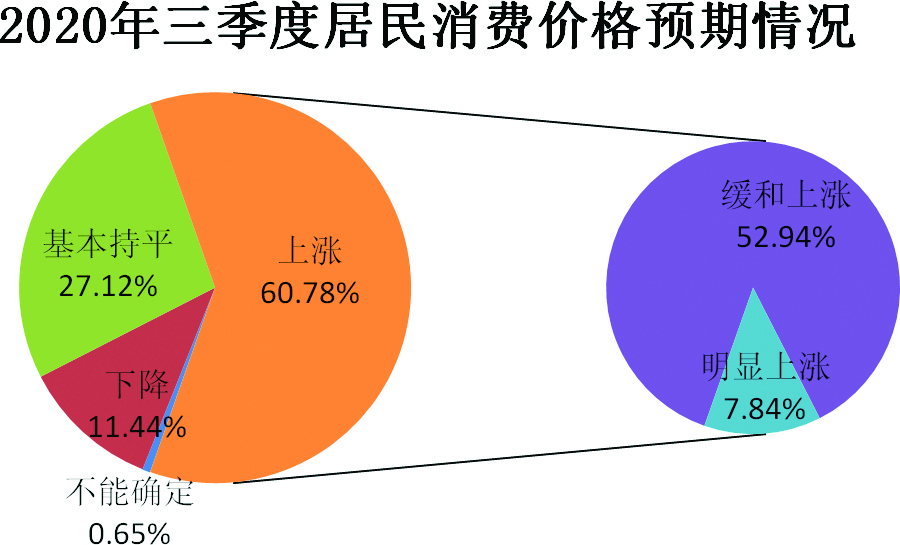 2020年三季度居民消费价格预期情况
基本持平
27.12%
上涨
60.78%
下降
11.44%
不能确定
0.65%
缓和上涨
52.94%
明显上涨
7.84%